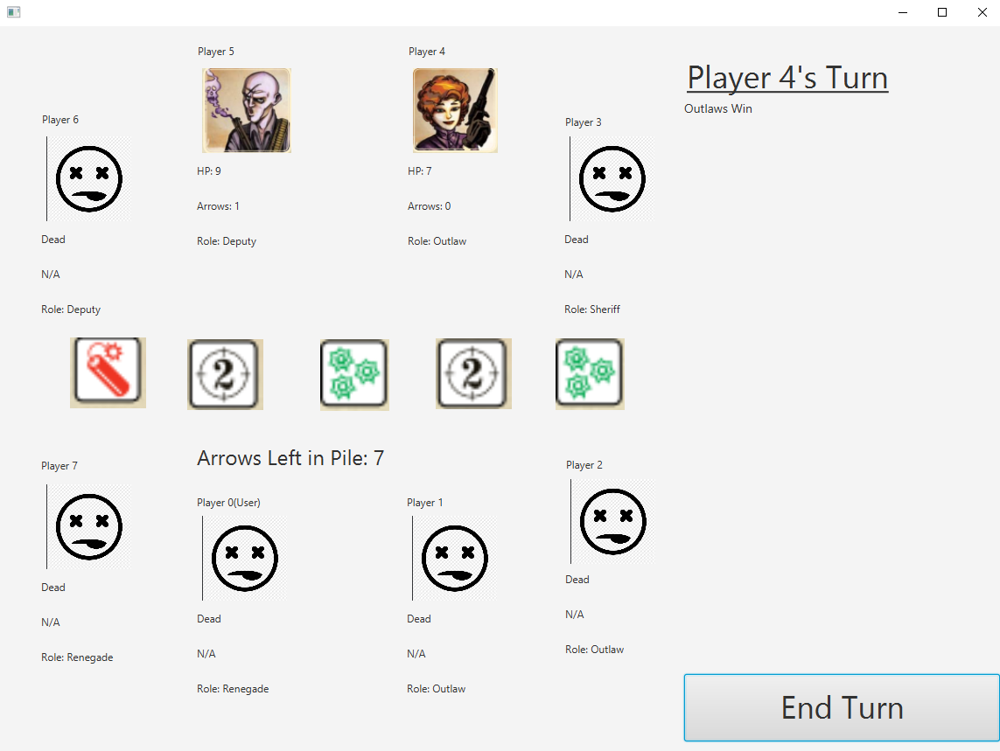 Player 5
Player 4
Player 4's Turn
Outlaws Win
Player 6
Player 3
HP: 9
HP: 7
Arrows: 1
Arrows: 0
Dead
Role: Deputy
Role: Outlaw
Dead
N/A
N/A
Role: Deputy
Role: Sheriff
2
2
Arrows Left in Pile: 7
Player 7
Player 2
Player 0(User)
Player 1
Dead
Dead
N/A
Dead
Dead
N/A
Role: Renegade
N/A
N/A
Role: Outlaw
Role: Renegade
Role: Outlaw
End Turn